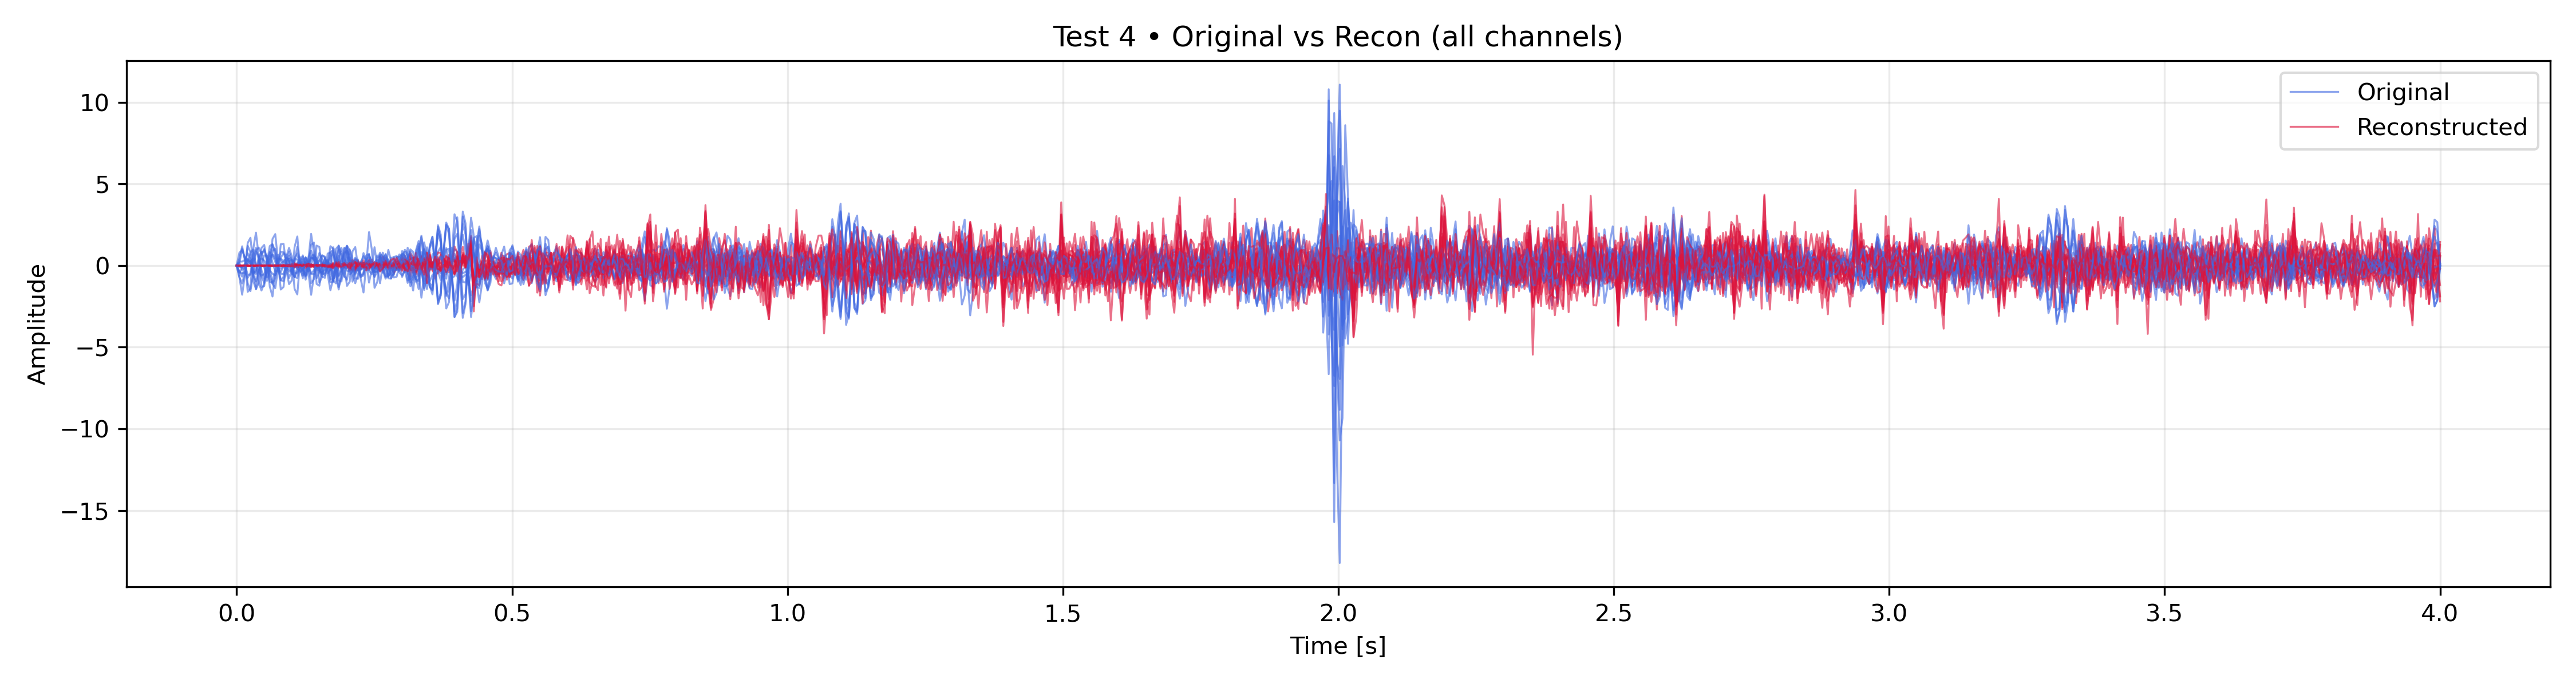 Test 4 • Original vs Recon (all channels)
Original
Reconstructed
Amplitude
10
5
0
−5
−10
−15
0.0 0.5 1.0 1.5 2.0 2.5 3.0 3.5 4.0
Time [s]